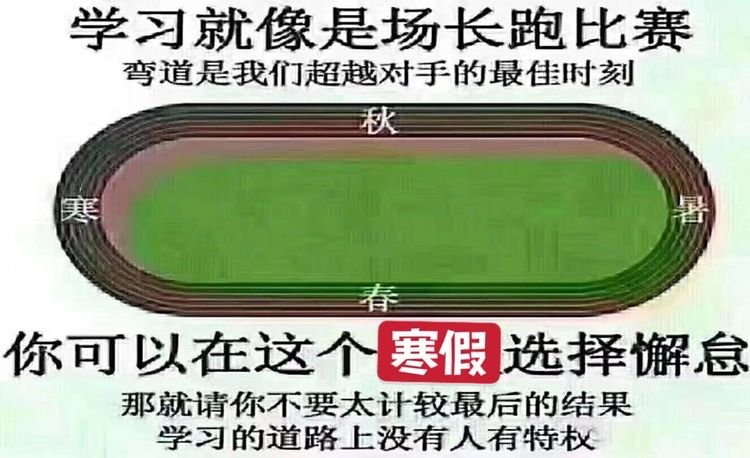 学习就像是场长跑比赛
弯道是我们超越对手的最佳时刻
秋
寒
暑
春
你可以在这个寒假选择懈怠
那就请你不要太计较最后的结果
学习的道路上没有人有特权